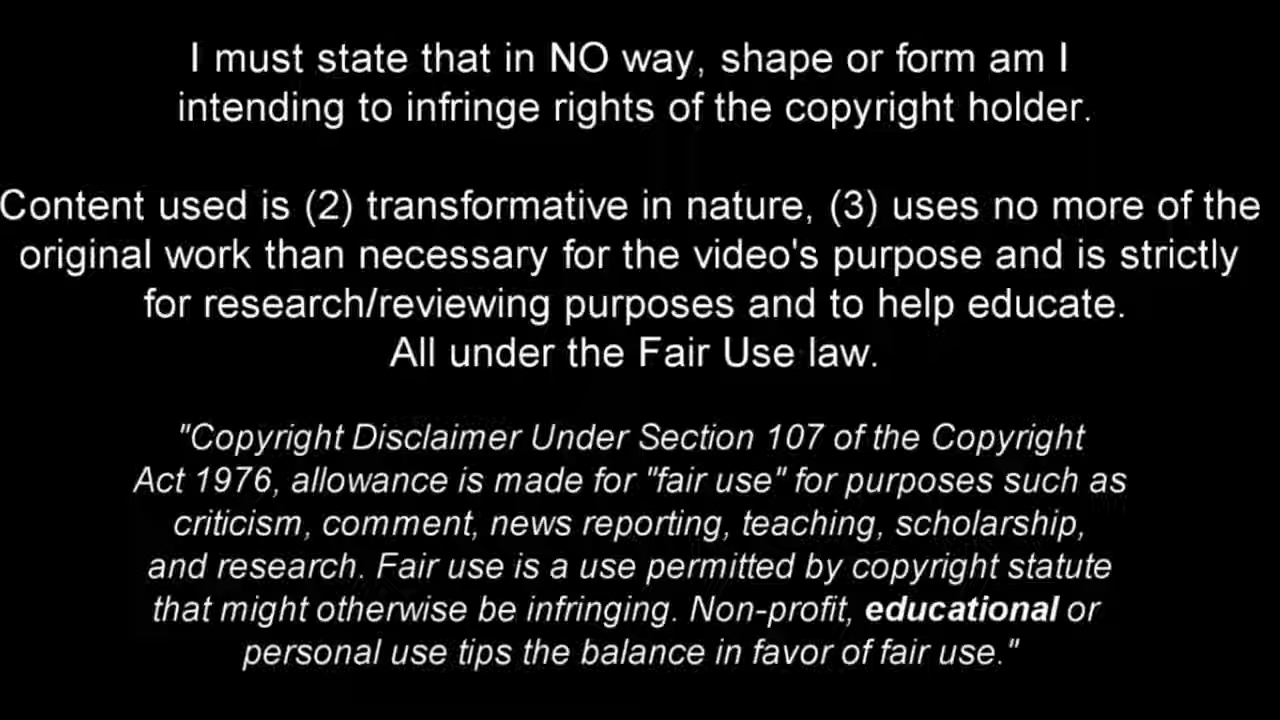 I must state that in NO way, shape or form am I
intending to infringe rights of the copyright holder.
Content used is (2) transformative in nature, (3) uses no more of the
original work than necessary for the video's purpose and is strictly
for research/reviewing purposes and to help educate.
All under the Fair Use law.
"Copyright Disclaimer Under Section 107 of the Copyright
Act 1976, allowance is made for "fair use" for purposes such as
criticism, comment, news reporting, teaching, scholarship,
and research. Fair use is a use permitted by copyright statute
that might otherwise be infringing. Non-profit, educational or
personal use tips the balance in favor of fair use."